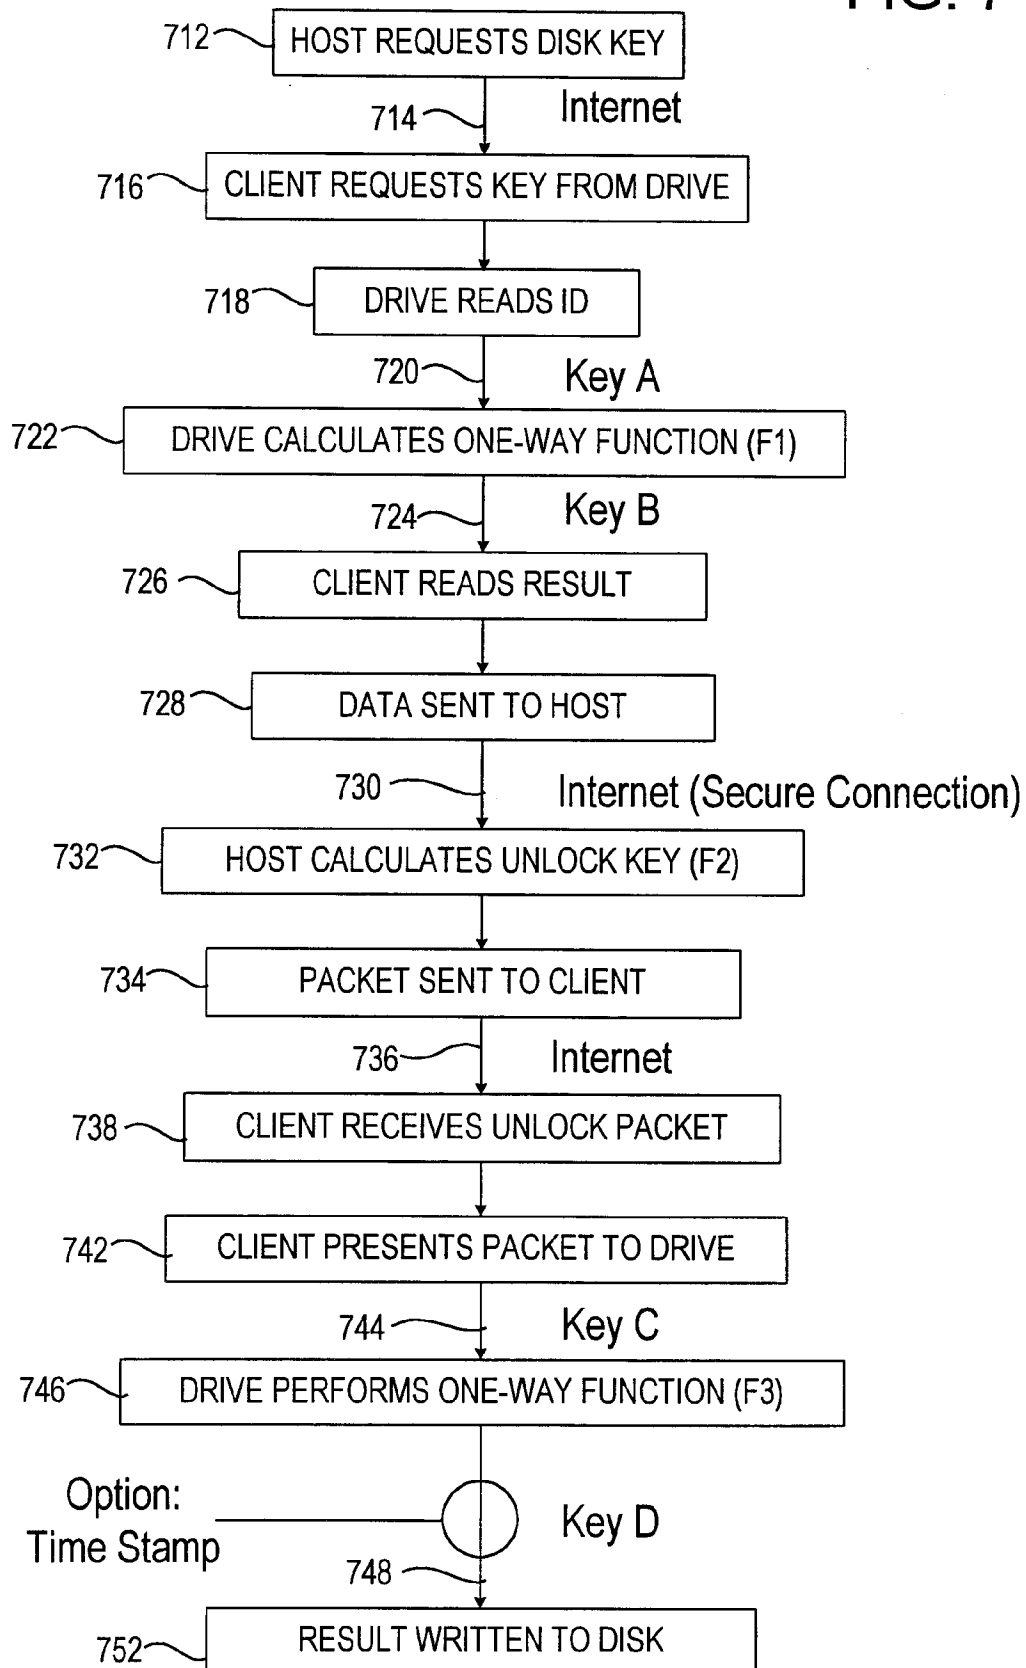 FIG. 7
712 HOST REQUESTS DISK KEY
714 Internet
716 CLIENT REQUESTS KEY FROM DRIVE
718 DRIVE READS ID
720 Key A
722 DRIVE CALCULATES ONE-WAY FUNCTION (F1)
724 Key B
726 CLIENT READS RESULT
728 DATA SENT TO HOST
730 Internet (Secure Connection)
732 HOST CALCULATES UNLOCK KEY (F2)
734 PACKET SENT TO CLIENT
736 Internet
738 CLIENT RECEIVES UNLOCK PACKET
742 CLIENT PRESENTS PACKET TO DRIVE
744 Key C
746 DRIVE PERFORMS ONE-WAY FUNCTION (F3)
Option:
Time Stamp
Key D
748
752 RESULT WRITTEN TO DISK